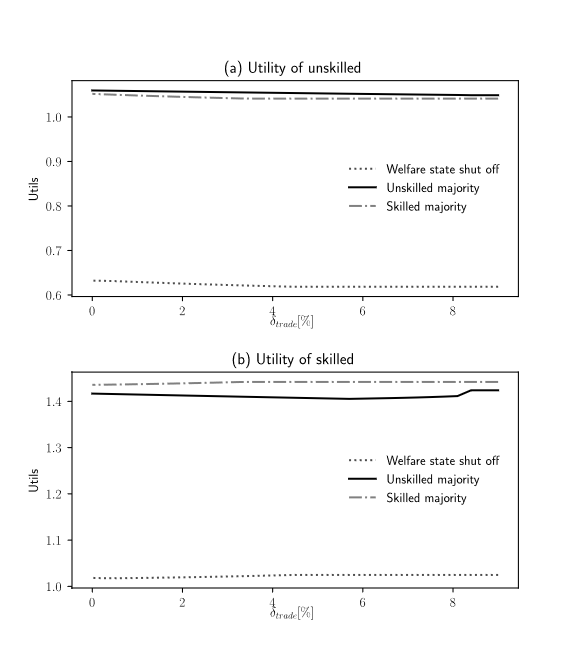 (a) Utility of unskilled
Utils
1.0
0.9
0.8
0.7
0.6
Welfare state shut off
Unskilled majority
Skilled majority
0 2 4 6 8
δtrade[%]
(b) Utility of skilled
Utils
1.4
1.3
1.2
1.1
1.0
Welfare state shut off
Unskilled majority
Skilled majority
0 2 4 6 8
δtrade[%]